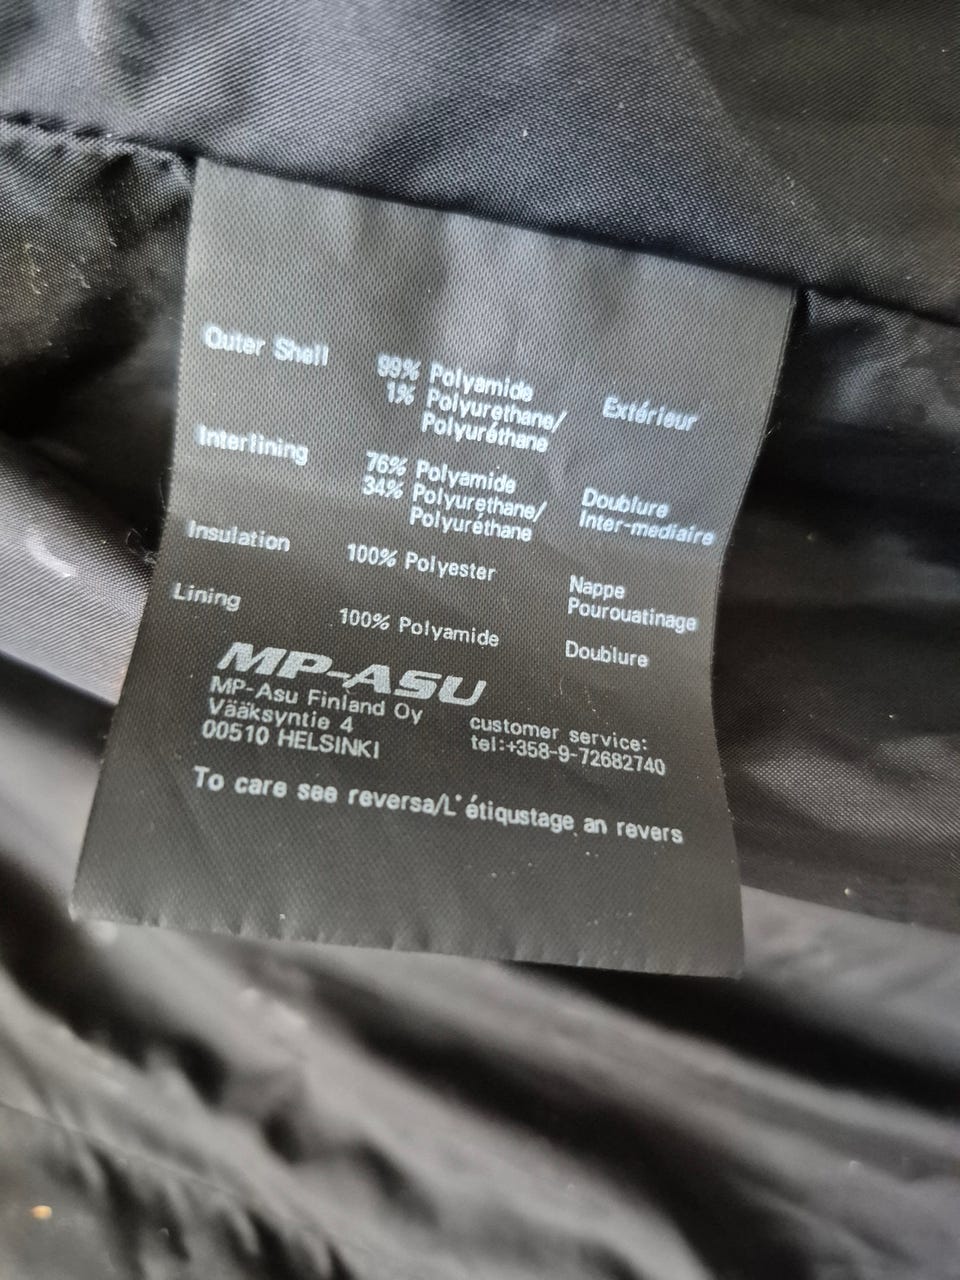 Outer Shell
99% Polyamide
1% Polyurethane/
Polyuréthane
Extérieur
Interlining
76% Polyamide
34% Polyurethane/
Polyuréthane
Doublure
Inter-mediaire
Insulation
100% Polyester
Nappe
Pourouatinage
Lining
100% Polyamide
Doublure
MP-ASU
MP-Asu Finland Oy
Vääksyntie 4
00510 HELSINKI
customer service:
tel:+358-9-72682740
To care see reversa/L'étiqustage an revers